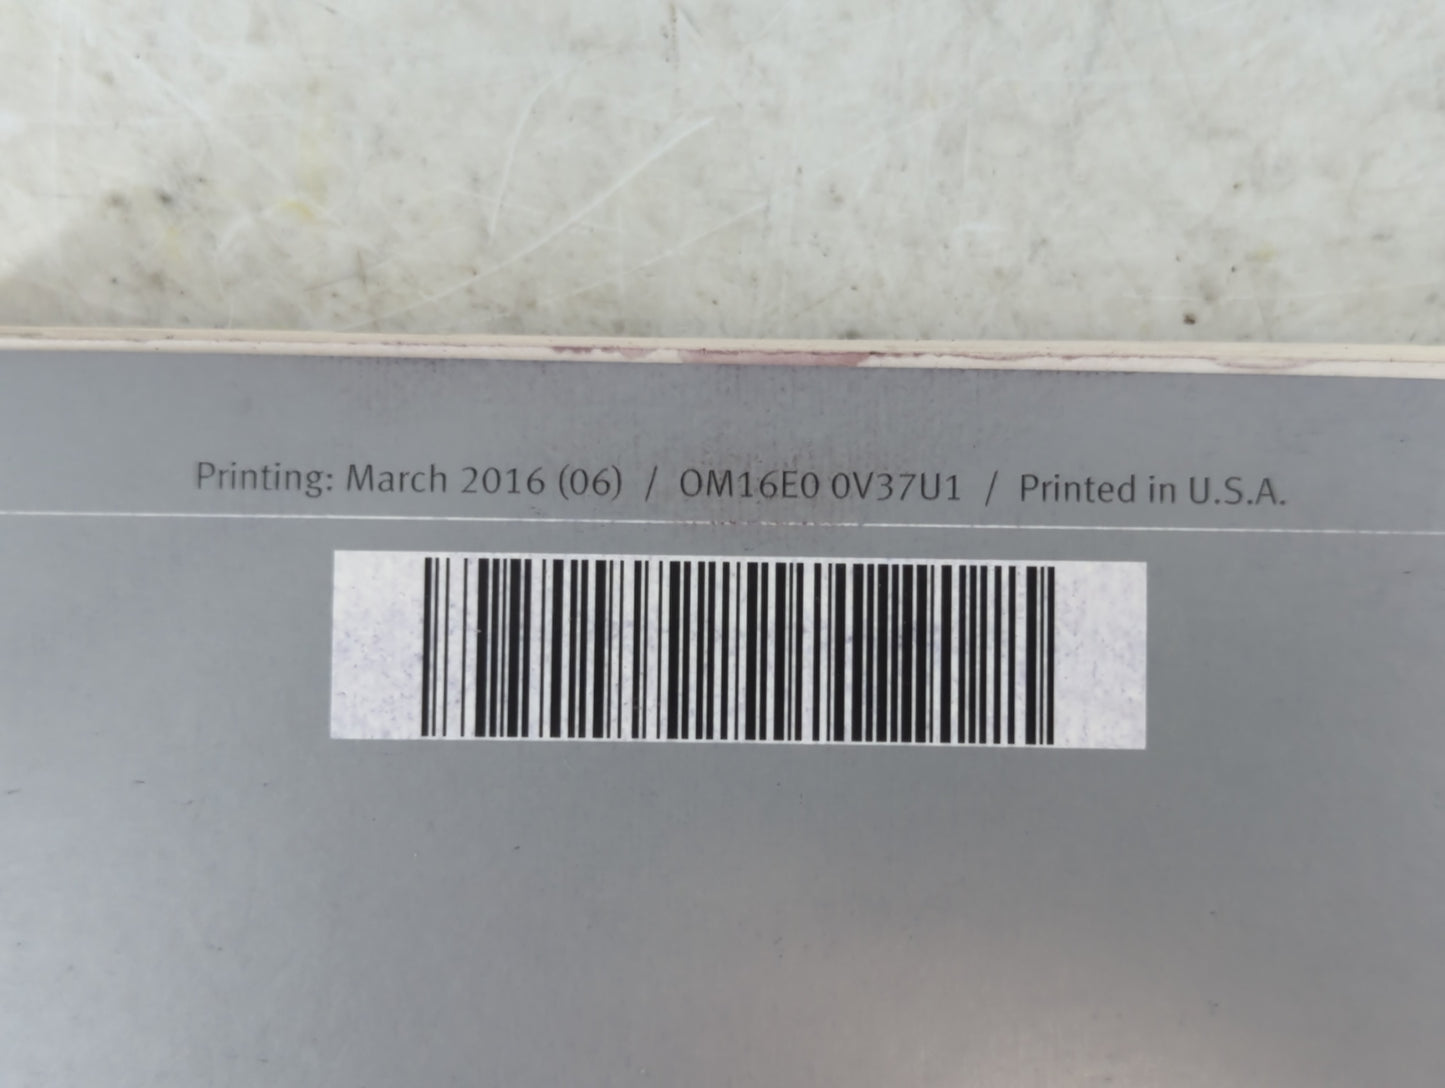 Printing: March 2016 (06) / OM16E0 0V37U1 / Printed in U.S.A.